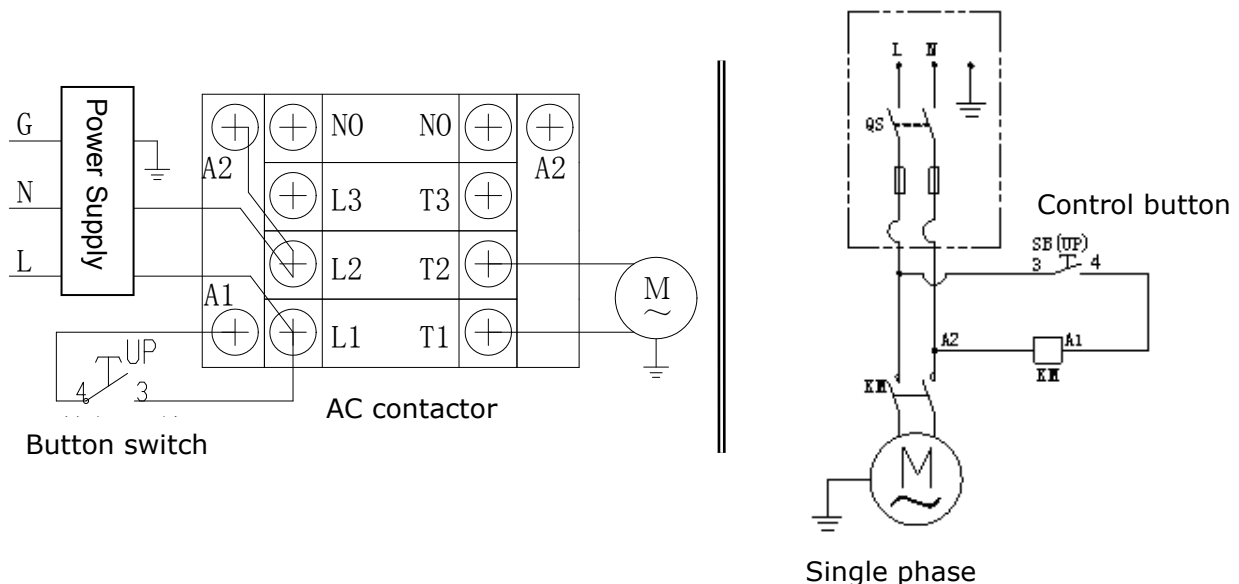 G
N
L
Power Supply
A2
NO NO
A2
L3 T3
L2 T2
A1
L1 T1
M
~
UP
4 3
AC contactor
Button switch
L N
QS
Control button
SB(UP)
3 4
A2 A1
KM
KM
M
~
Single phase